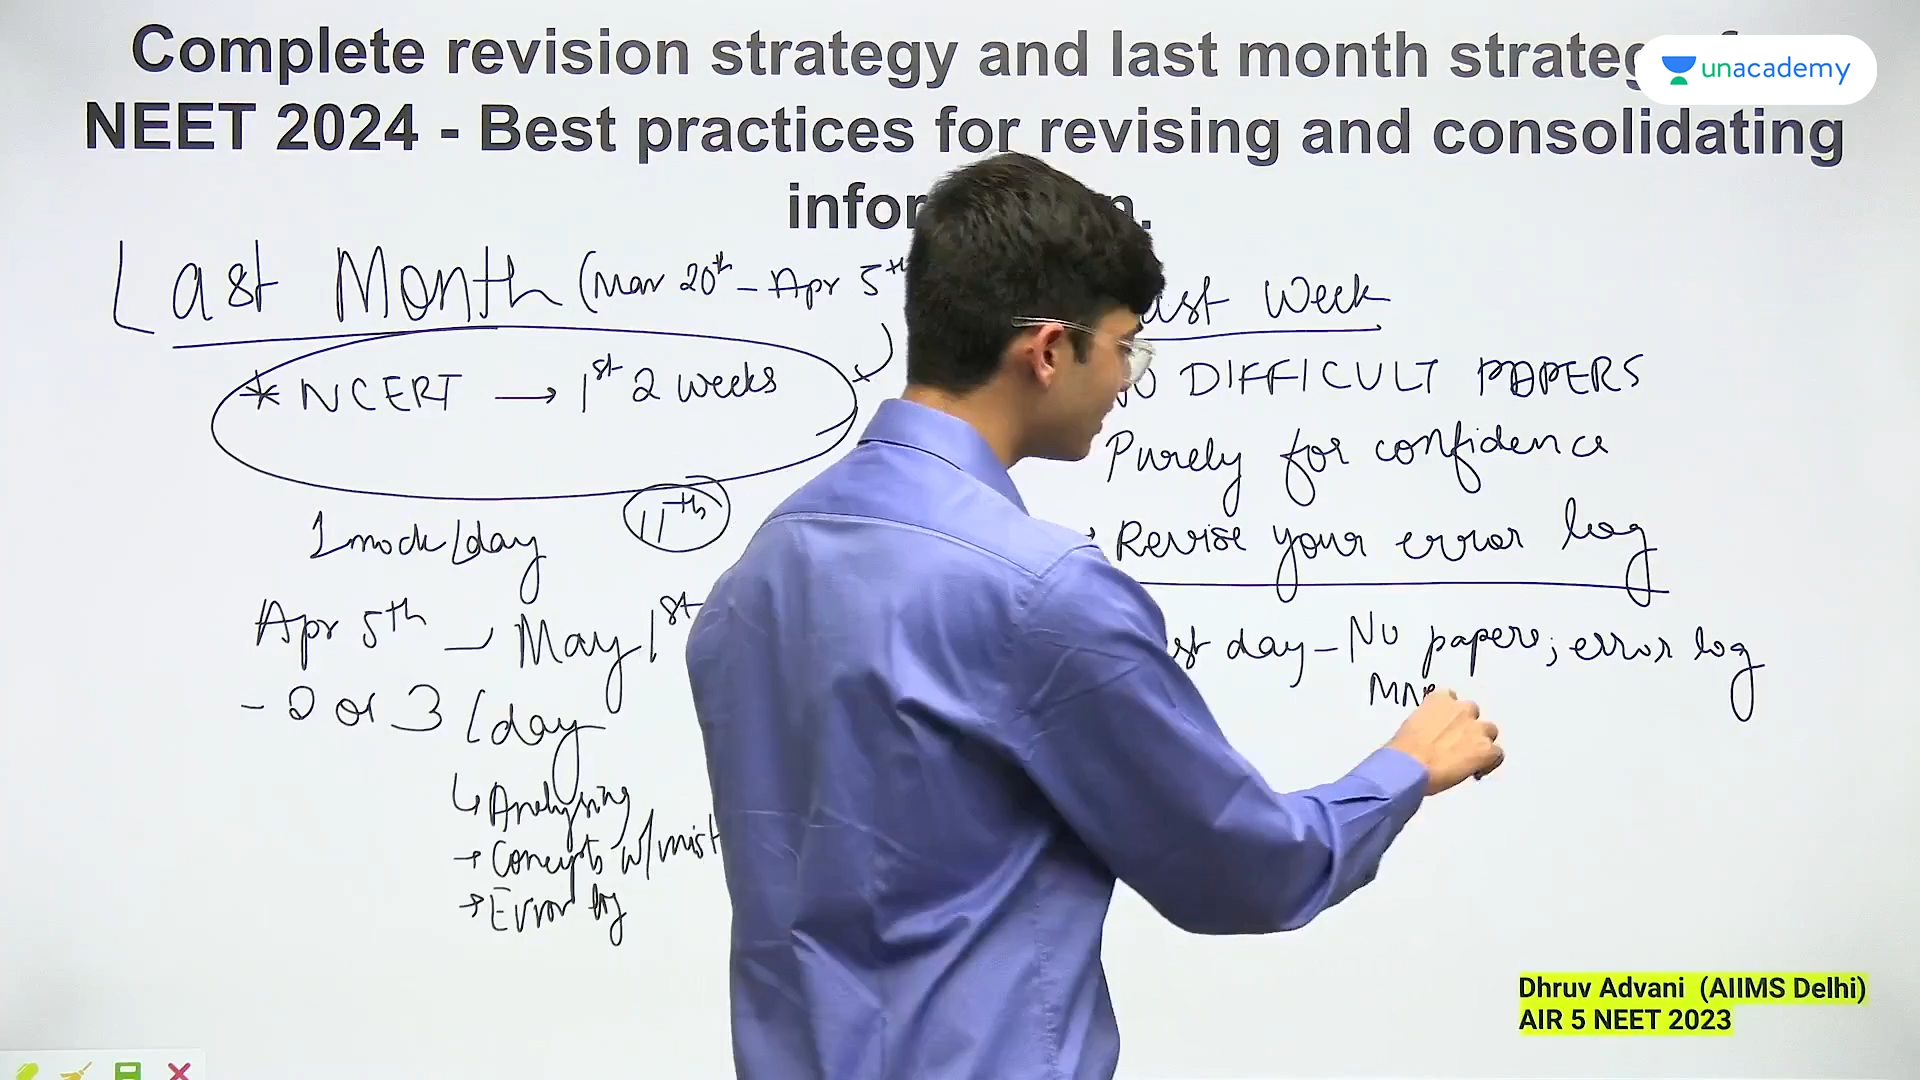 Complete revision strategy and last month strateg
NEET 2024 - Best practices for revising and consolidating
infor n.
unacademy
Last Month (Mar 20th - Apr 5th
* NCERT → 1st 2 weeks
1 mock/day
11th
Apr 5th - May 1st
- 2 or 3 / day
↳ Analysing
→ Concepts w/ mist
→ Error log
ast Week
O DIFFICULT PAPERS
Purely for confidence
Revise your error log
st day - No papers; error log
MN
Dhruv Advani (AIIMS Delhi)
AIR 5 NEET 2023